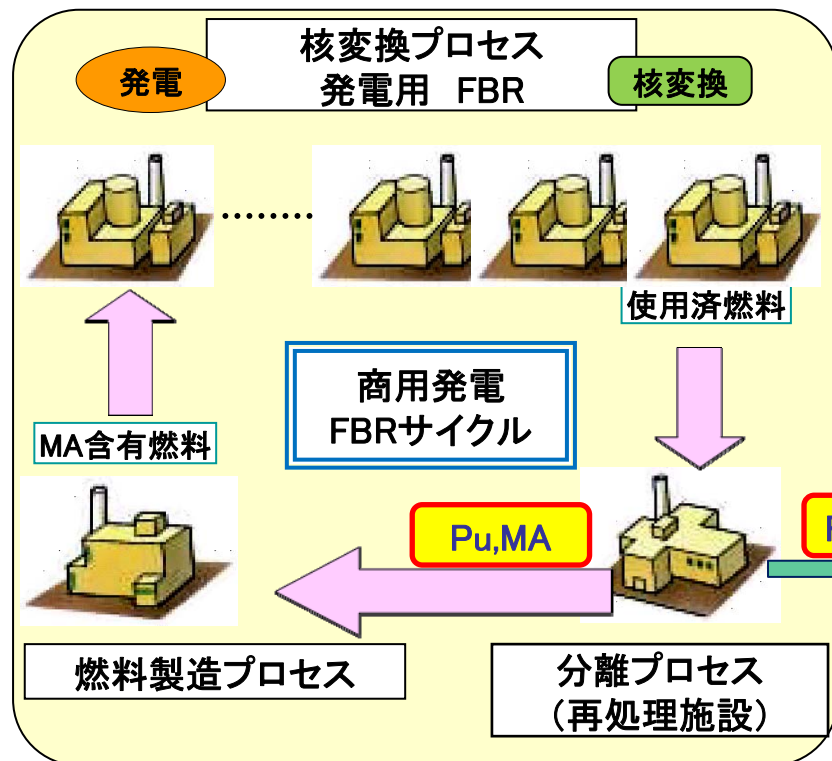 発電
核変換プロセス
発電用 FBR
核変換
使用済燃料
商用発電
FBRサイクル
MA含有燃料
Pu,MA
燃料製造プロセス
分離プロセス
（再処理施設）